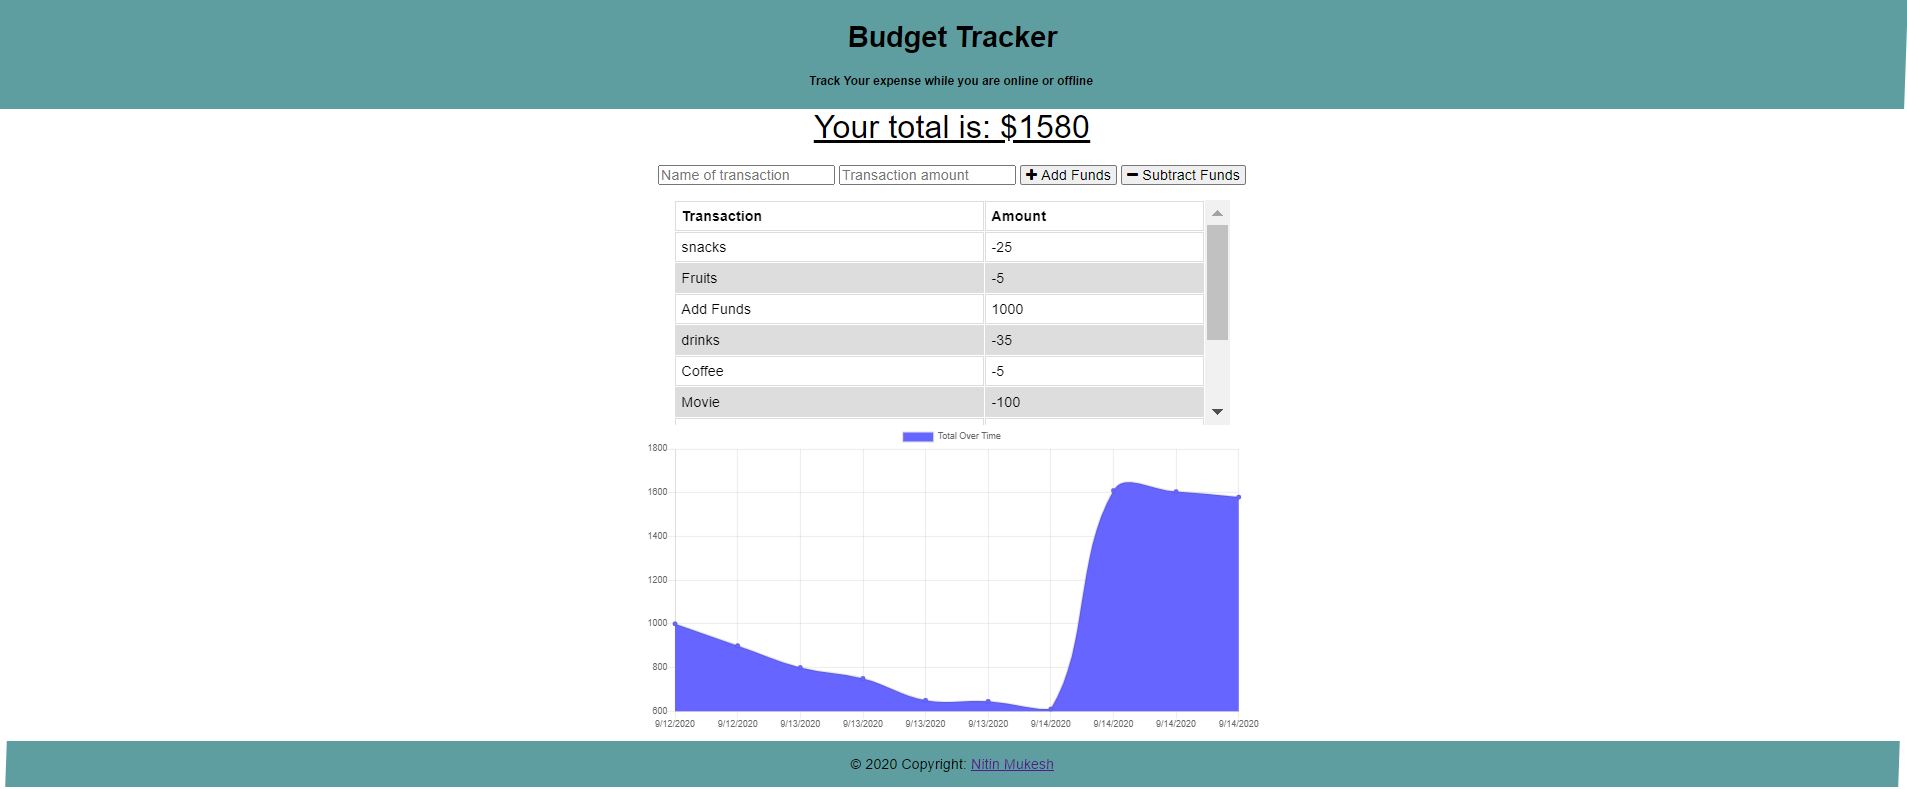 Budget Tracker
Track Your expense while you are online or offline
Your total is: $1580
Name of transaction Transaction amount + Add Funds − Subtract Funds
Transaction Amount
snacks -25
Fruits -5
Add Funds 1000
drinks -35
Coffee -5
Movie -100
Total Over Time
1800
1600
1400
1200
1000
800
600
9/12/2020 9/12/2020 9/13/2020 9/13/2020 9/13/2020 9/13/2020 9/14/2020 9/14/2020 9/14/2020 9/14/2020
© 2020 Copyright: Nitin Mukesh